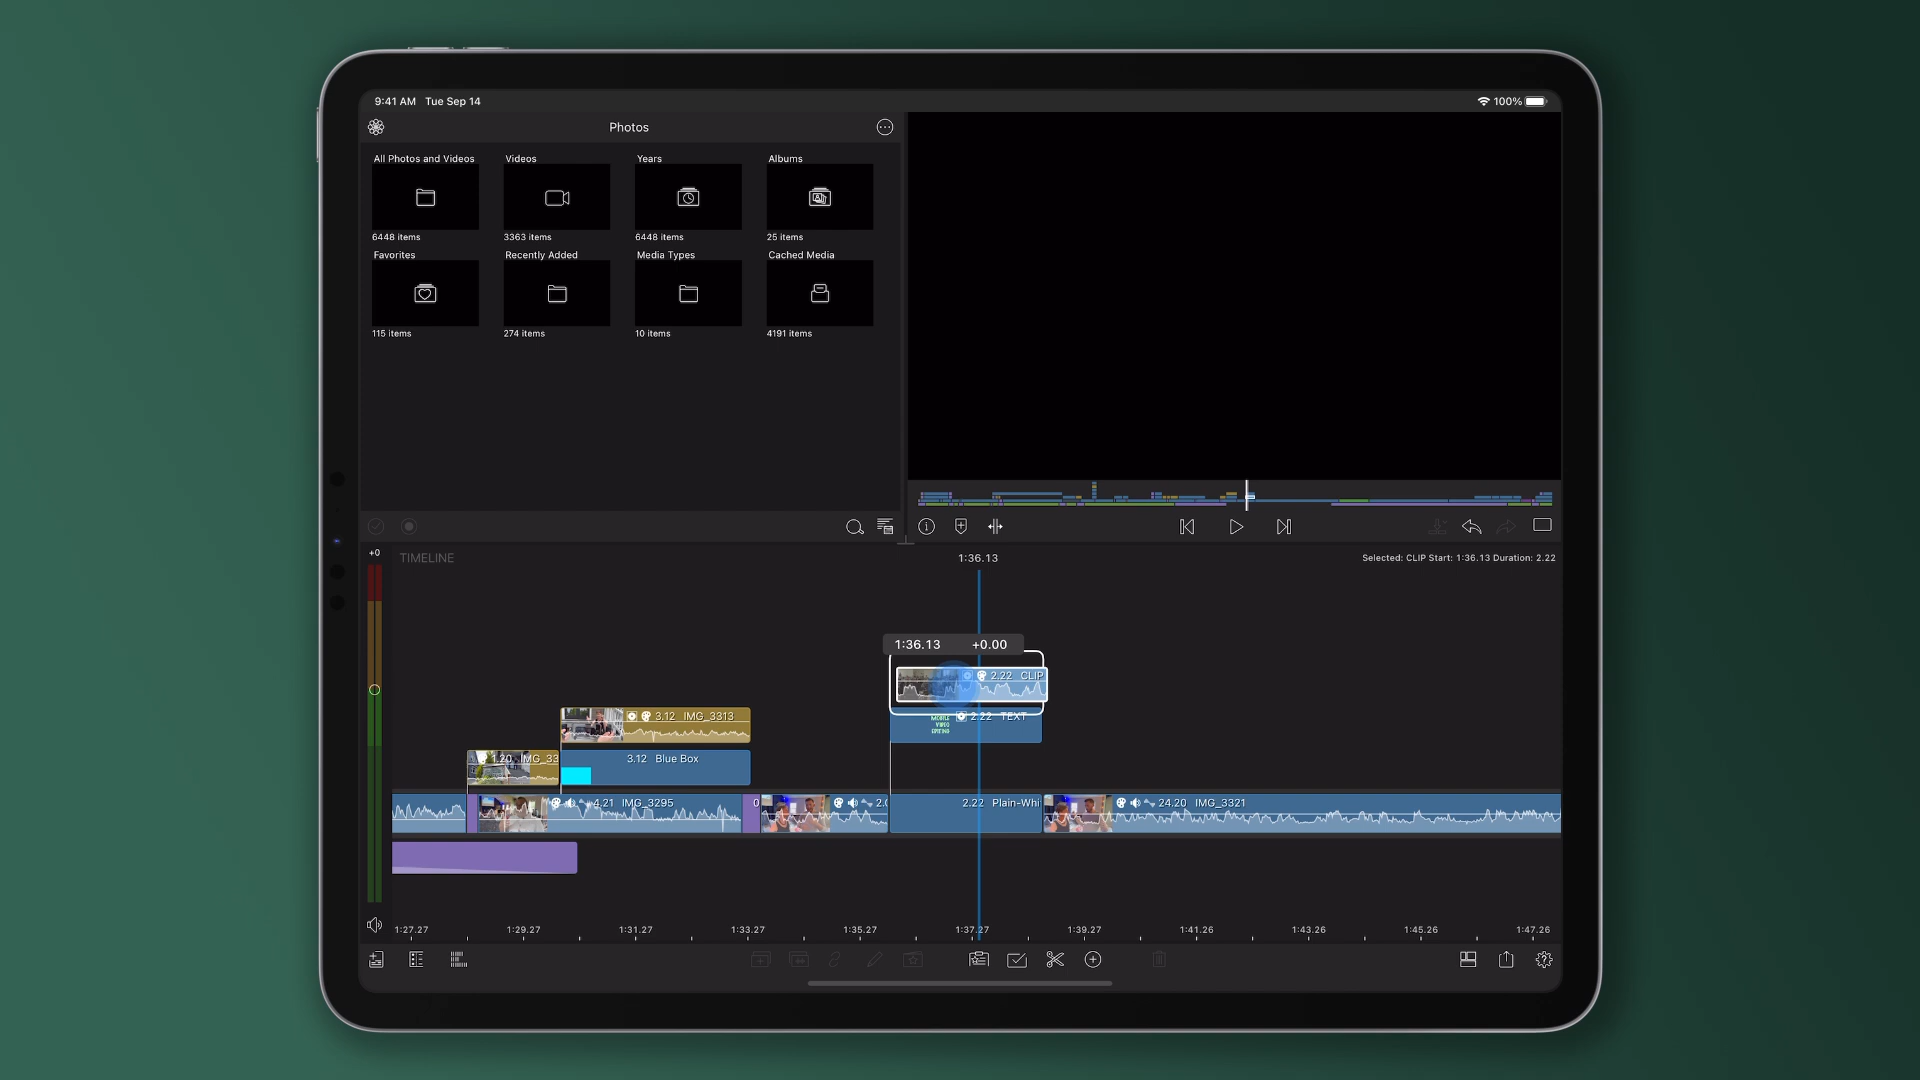 9:41 AM Tue Sep 14
100%
Photos
All Photos and Videos
Videos
Years
Albums
6448 items
3363 items
6448 items
25 items
Favorites
Recently Added
Media Types
Cached Media
115 items
274 items
10 items
4191 items
+0
TIMELINE
1:36.13
Selected: CLIP Start: 1:36.13 Duration: 2.22
1:36.13 +0.00
2.22 CLIP
3.12 IMG_3313
MOBILE
VIDEO
EDITING
2.22 TEXT
1.20 IMG_33
3.12 Blue Box
4.21 IMG_3295
0
2.0
2.22 Plain-Whi
24.20 IMG_3321
1:27.27
1:29.27
1:31.27
1:33.27
1:35.27
1:37.27
1:39.27
1:41.26
1:43.26
1:45.26
1:47.26